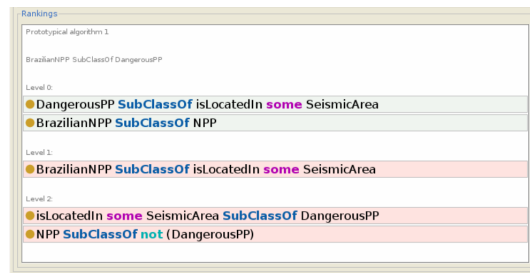 Rankings
Prototypical algorithm 1
BrazilianNPP SubClassOf DangerousPP
Level 0:
DangerousPP SubClassOf isLocatedIn some SeismicArea
BrazilianNPP SubClassOf NPP
Level 1:
BrazilianNPP SubClassOf isLocatedIn some SeismicArea
Level 2:
isLocatedIn some SeismicArea SubClassOf DangerousPP
NPP SubClassOf not (DangerousPP)